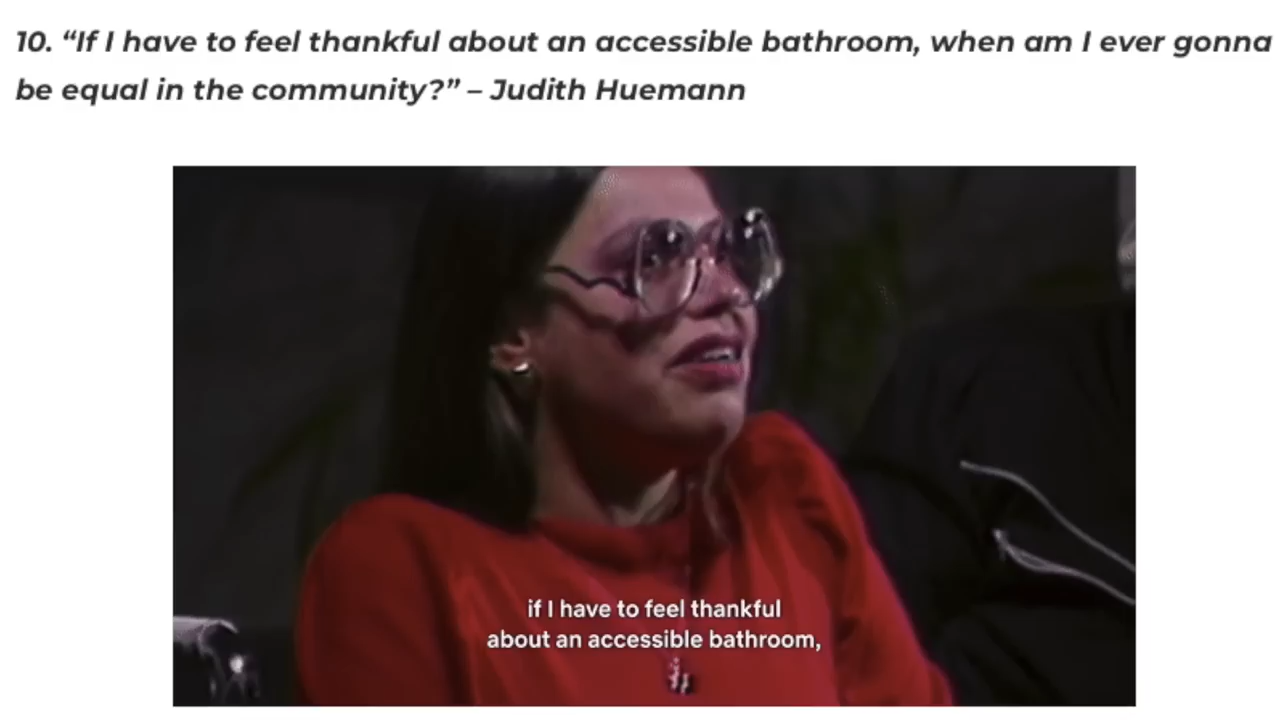 10. “If I have to feel thankful about an accessible bathroom, when am I ever gonna
be equal in the community?” – Judith Huemann
if I have to feel thankful
about an accessible bathroom,